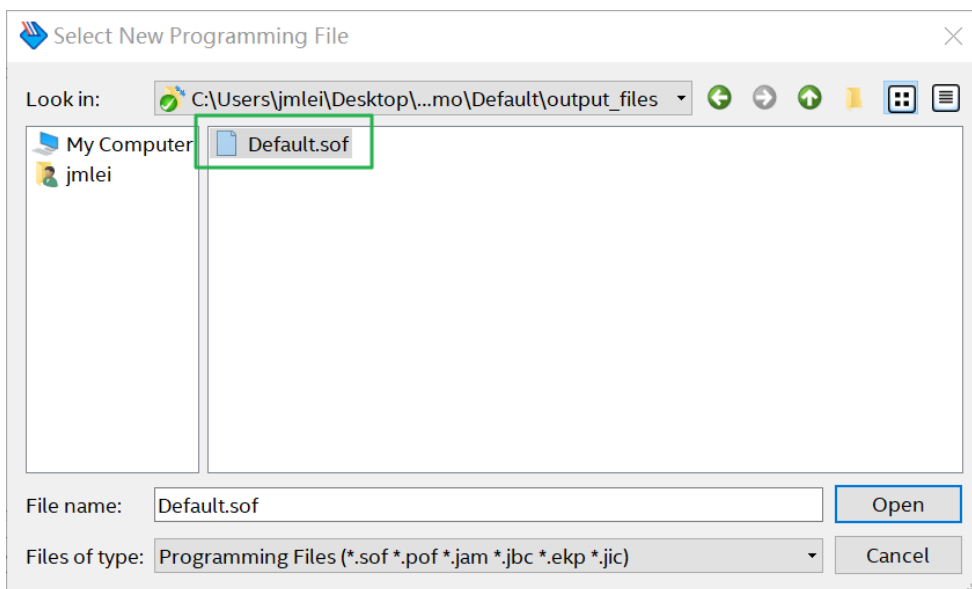 Select New Programming File
Look in: C:\Users\jmlei\Desktop\...mo\Default\output_files
My Computer
jmlei
Default.sof
File name: Default.sof Open
Files of type: Programming Files (*.sof *.pof *.jam *.jbc *.ekp *.jic) Cancel